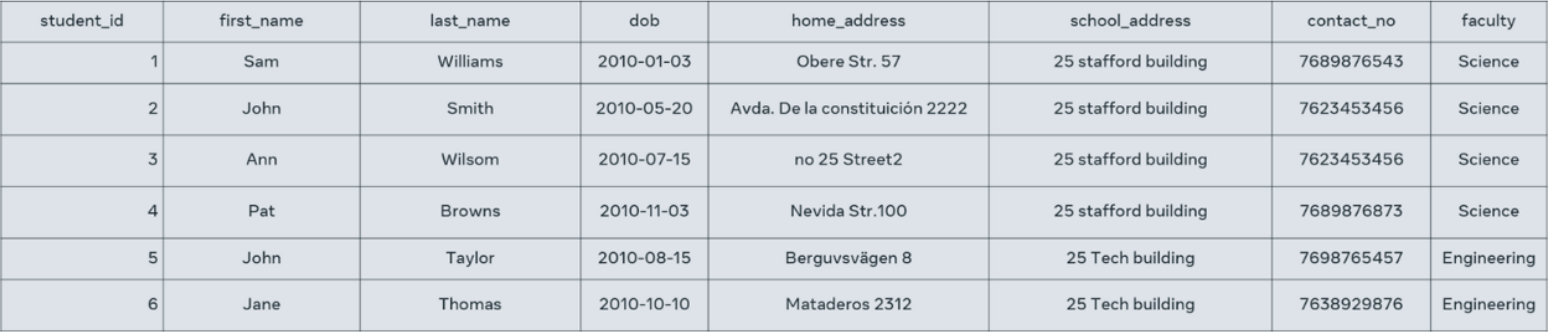 student_id first_name last_name dob home_address school_address contact_no faculty
1 Sam Williams 2010-01-03 Obere Str. 57 25 stafford building 7689876543 Science
2 John Smith 2010-05-20 Avda. De la constituición 2222 25 stafford building 7623453456 Science
3 Ann Wilsom 2010-07-15 no 25 Street2 25 stafford building 7623453456 Science
4 Pat Browns 2010-11-03 Nevida Str.100 25 stafford building 7689876873 Science
5 John Taylor 2010-08-15 Berguvsvägen 8 25 Tech building 7698765457 Engineering
6 Jane Thomas 2010-10-10 Mataderos 2312 25 Tech building 7638929876 Engineering